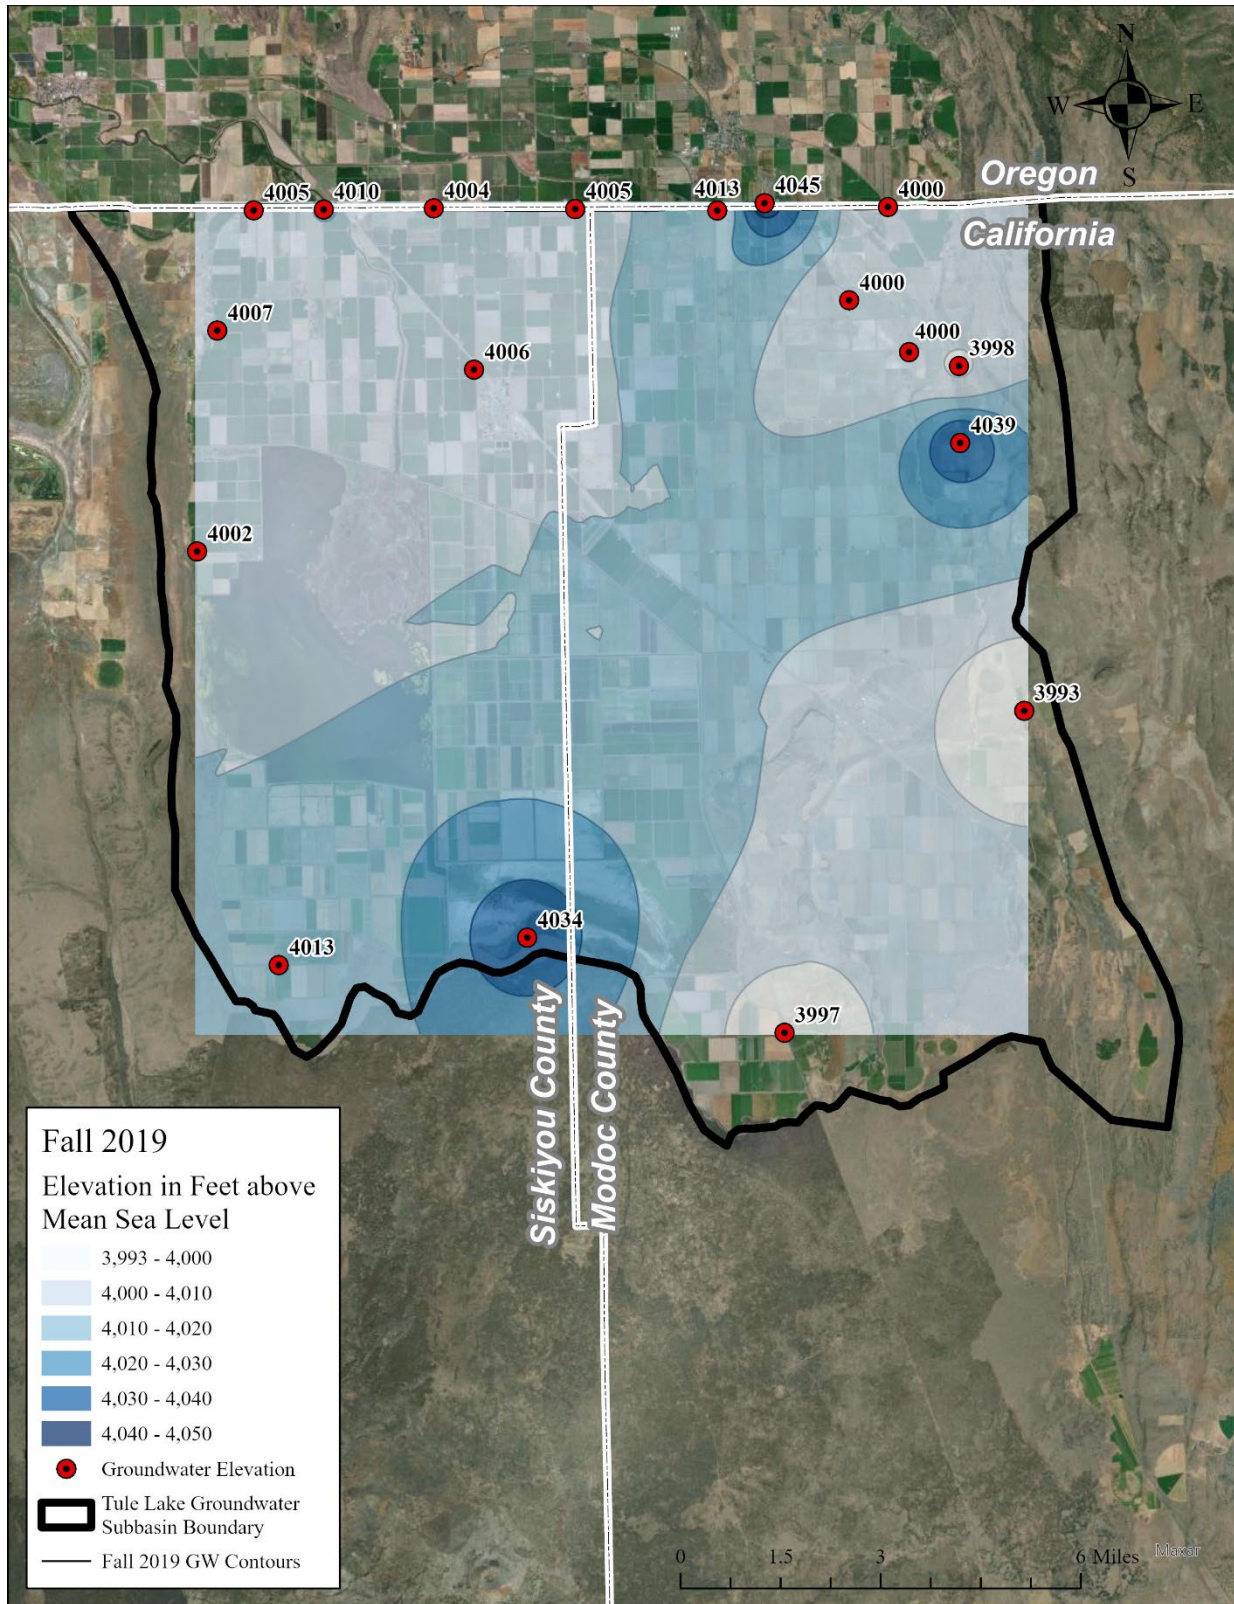 N
W
E
S
Oregon
California
4005
4010
4004
4005
4013
4045
4000
4007
4006
4000
4000
3998
4039
4002
3993
4013
4034
3997
Siskiyou County
Modoc County
Fall 2019
Elevation in Feet above
Mean Sea Level
3,993 - 4,000
4,000 - 4,010
4,010 - 4,020
4,020 - 4,030
4,030 - 4,040
4,040 - 4,050
Groundwater Elevation
Tule Lake Groundwater
Subbasin Boundary
Fall 2019 GW Contours
0 1.5 3 6 Miles
Maxar